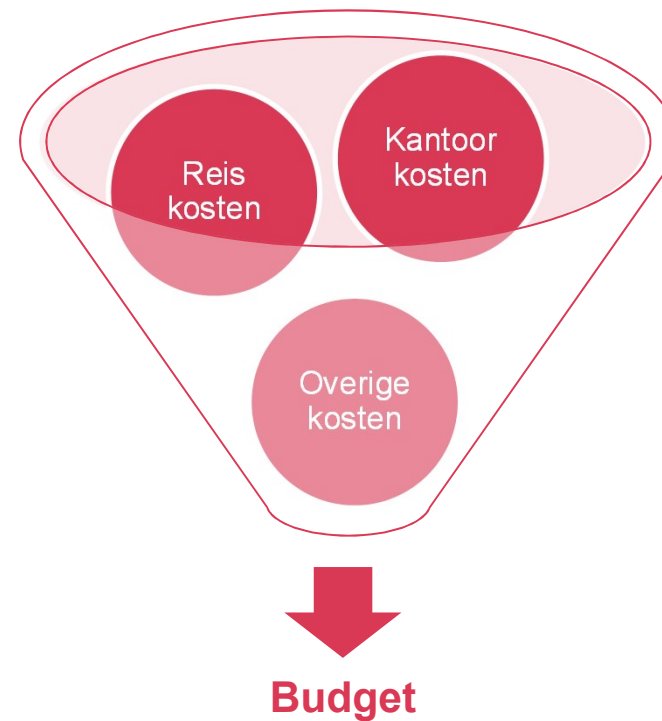 Reis
kosten
Kantoor
kosten
Overige
kosten
Budget